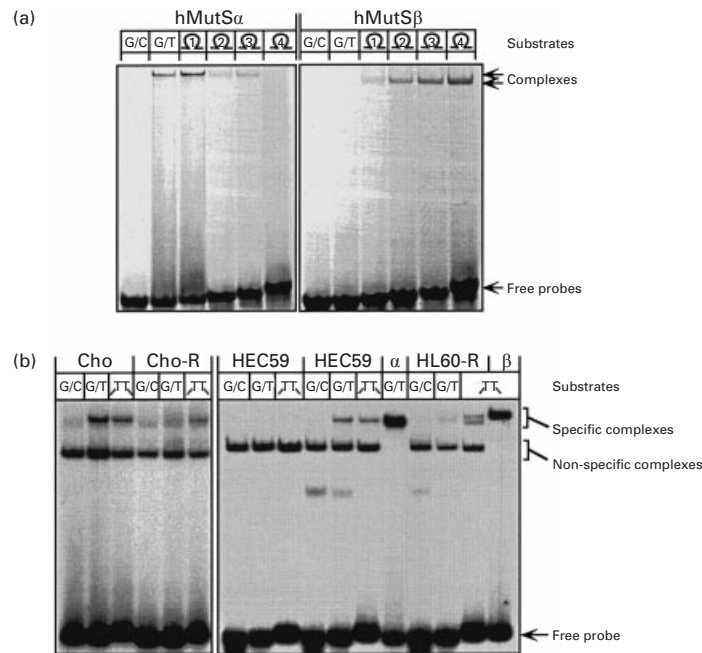 (a)
hMutSα hMutSβ
G/C G/T 1 2 3 4 G/C G/T 1 2 3 4 Substrates
Complexes
Free probes
(b)
Cho Cho-R HEC59 HEC59 α HL60-R β
G/C G/T TT G/C G/T TT G/C G/T TT G/C G/T TT G/T G/C G/T TT Substrates
Specific complexes
Non-specific complexes
Free probe